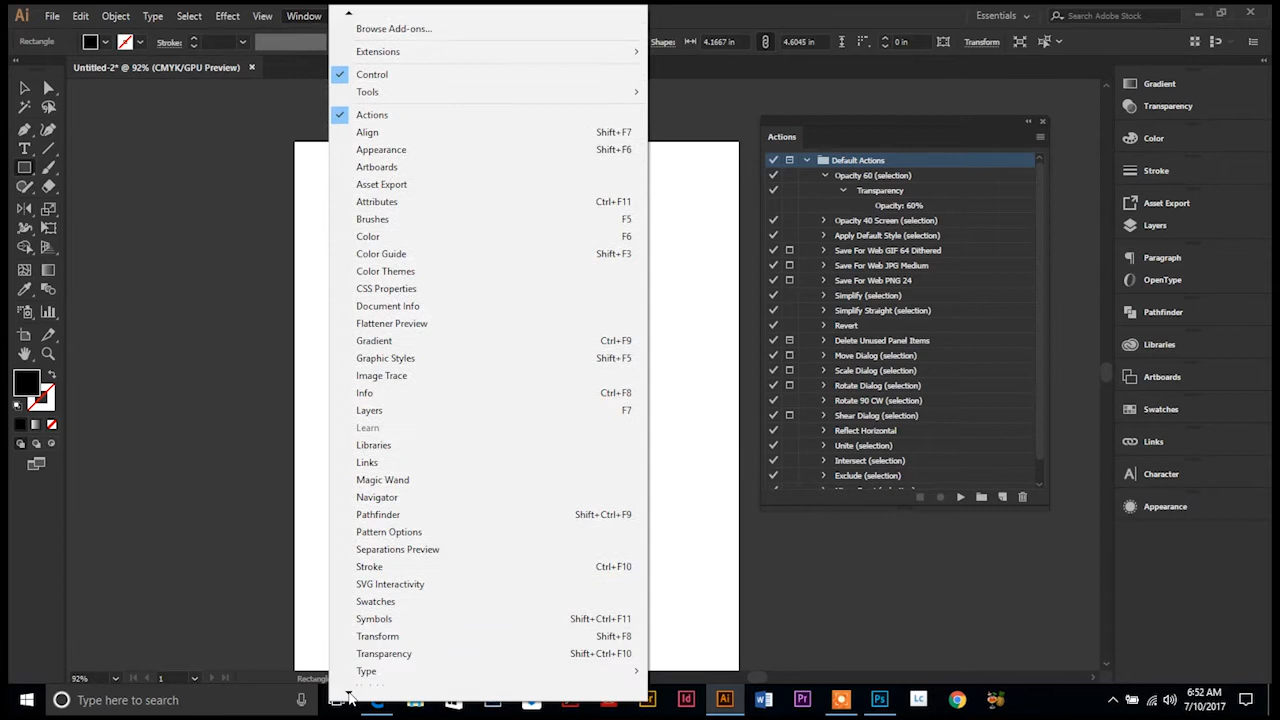 Ai File Edit Object Type Select Effect View Window Essentials Search Adobe Stock
Rectangle Stroke: Shape: 4.1667 in 4.6045 in 0 in Transform
Untitled-2* @ 92% (CMYK/GPU Preview) ×
Browse Add-ons...
Extensions
Control
Tools
Actions
Align Shift+F7
Appearance Shift+F6
Artboards
Asset Export
Attributes Ctrl+F11
Brushes F5
Color F6
Color Guide Shift+F3
Color Themes
CSS Properties
Document Info
Flattener Preview
Gradient Ctrl+F9
Graphic Styles Shift+F5
Image Trace
Info Ctrl+F8
Layers F7
Learn
Libraries
Links
Magic Wand
Navigator
Pathfinder Shift+Ctrl+F9
Pattern Options
Separations Preview
Stroke Ctrl+F10
SVG Interactivity
Swatches
Symbols Shift+Ctrl+F11
Transform Shift+F8
Transparency Shift+Ctrl+F10
Type
Actions
Default Actions
Opacity 60 (selection)
Transparency
Opacity: 60%
Opacity 40 Screen (selection)
Apply Default Style (selection)
Save For Web GIF 64 Dithered
Save For Web JPG Medium
Save For Web PNG 24
Simplify (selection)
Simplify Straight (selection)
Revert
Delete Unused Panel Items
Move Dialog (selection)
Scale Dialog (selection)
Rotate Dialog (selection)
Rotate 90 CW (selection)
Shear Dialog (selection)
Reflect Horizontal
Unite (selection)
Intersect (selection)
Exclude (selection)
Gradient
Transparency
Color
Stroke
Asset Export
Layers
Paragraph
OpenType
Pathfinder
Libraries
Artboards
Swatches
Links
Character
Appearance
92% 1 Rectang
Type here to search
Id Ai Pr Ps LC
6:52 AM
7/10/2017